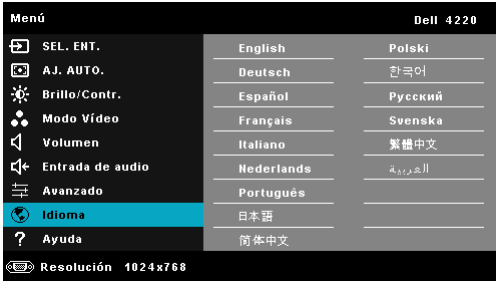 Menú Dell 4220
SEL. ENT.
AJ. AUTO.
Brillo/Contr.
Modo Vídeo
Volumen
Entrada de audio
Avanzado
Idioma
Ayuda
English Polski
Deutsch 한국어
Español Русский
Français Svenska
Italiano 繁體中文
Nederlands العربية
Português
日本語
简体中文
Resolución 1024x768